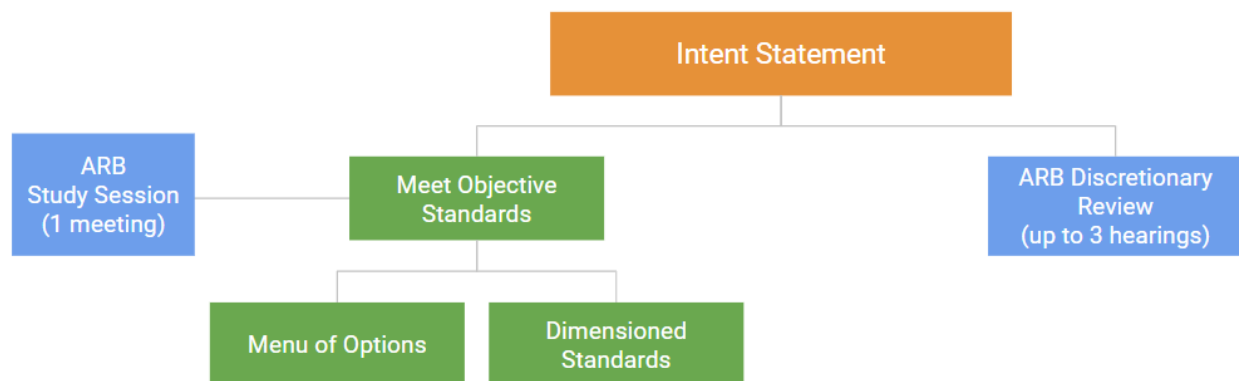 Intent Statement
ARB
Study Session
(1 meeting)
Meet Objective
Standards
ARB Discretionary
Review
(up to 3 hearings)
Menu of Options
Dimensioned
Standards